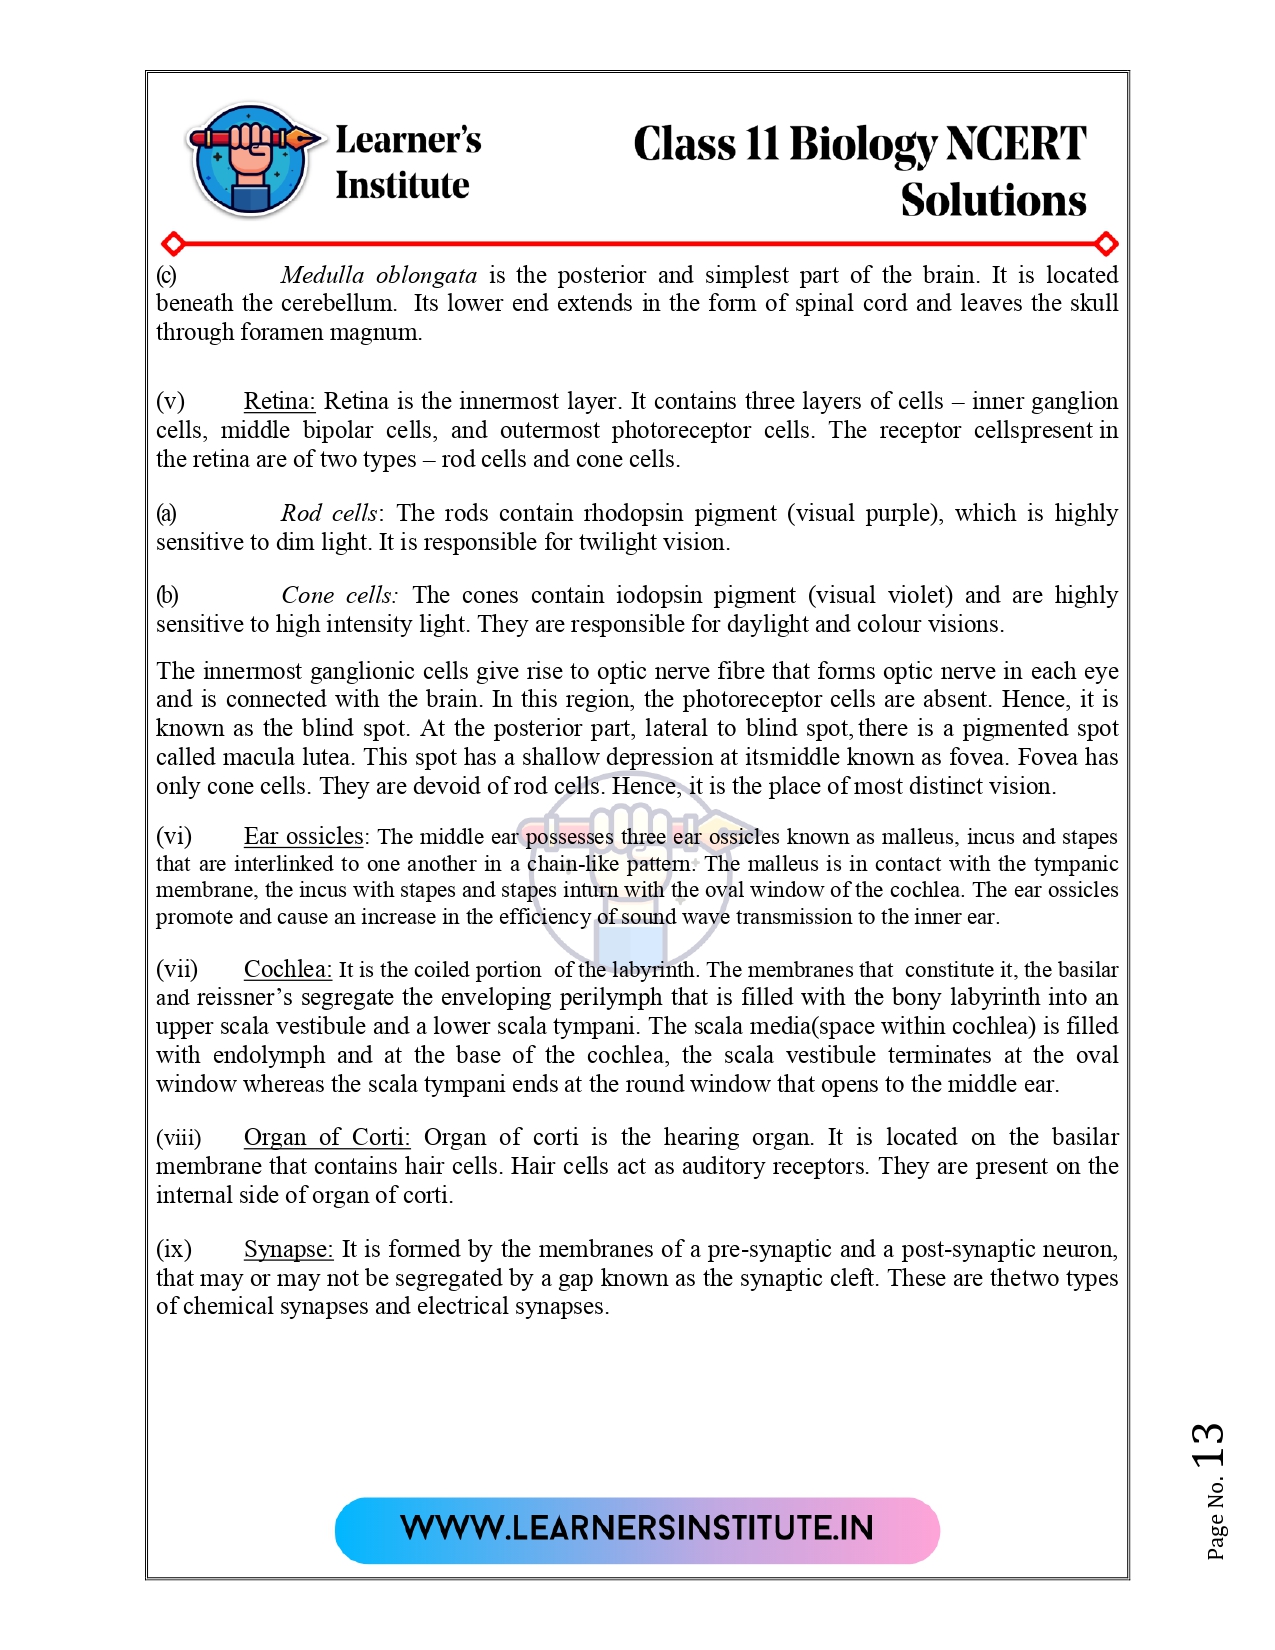 Learner's
Institute
Class 11 Biology NCERT
Solutions
(c) Medulla oblongata is the posterior and simplest part of the brain. It is located
beneath the cerebellum. Its lower end extends in the form of spinal cord and leaves the skull
through foramen magnum.
(v) Retina: Retina is the innermost layer. It contains three layers of cells – inner ganglion
cells, middle bipolar cells, and outermost photoreceptor cells. The receptor cellspresent in
the retina are of two types – rod cells and cone cells.
(a) Rod cells: The rods contain rhodopsin pigment (visual purple), which is highly
sensitive to dim light. It is responsible for twilight vision.
(b) Cone cells: The cones contain iodopsin pigment (visual violet) and are highly
sensitive to high intensity light. They are responsible for daylight and colour visions.
The innermost ganglionic cells give rise to optic nerve fibre that forms optic nerve in each eye
and is connected with the brain. In this region, the photoreceptor cells are absent. Hence, it is
known as the blind spot. At the posterior part, lateral to blind spot, there is a pigmented spot
called macula lutea. This spot has a shallow depression at itsmiddle known as fovea. Fovea has
only cone cells. They are devoid of rod cells. Hence, it is the place of most distinct vision.
(vi) Ear ossicles: The middle ear possesses three ear ossicles known as malleus, incus and stapes
that are interlinked to one another in a chain-like pattern. The malleus is in contact with the tympanic
membrane, the incus with stapes and stapes inturn with the oval window of the cochlea. The ear ossicles
promote and cause an increase in the efficiency of sound wave transmission to the inner ear.
(vii) Cochlea: It is the coiled portion of the labyrinth. The membranes that constitute it, the basilar
and reissner's segregate the enveloping perilymph that is filled with the bony labyrinth into an
upper scala vestibule and a lower scala tympani. The scala media(space within cochlea) is filled
with endolymph and at the base of the cochlea, the scala vestibule terminates at the oval
window whereas the scala tympani ends at the round window that opens to the middle ear.
(viii) Organ of Corti: Organ of corti is the hearing organ. It is located on the basilar
membrane that contains hair cells. Hair cells act as auditory receptors. They are present on the
internal side of organ of corti.
(ix) Synapse: It is formed by the membranes of a pre-synaptic and a post-synaptic neuron,
that may or may not be segregated by a gap known as the synaptic cleft. These are thetwo types
of chemical synapses and electrical synapses.
Page No. 13
WWW.LEARNERSINSTITUTE.IN